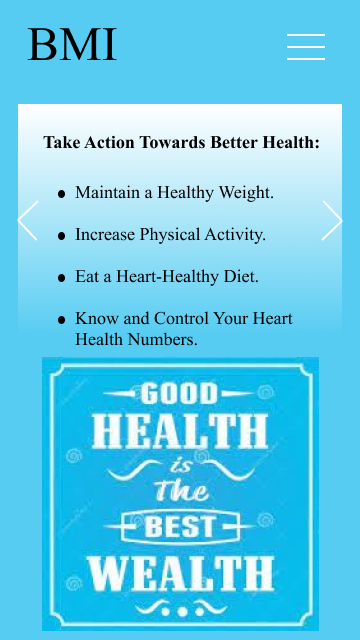 BMI
Take Action Towards Better Health:
● Maintain a Healthy Weight.
● Increase Physical Activity.
● Eat a Heart-Healthy Diet.
● Know and Control Your Heart
Health Numbers.
GOOD
HEALTH
is
the
BEST
WEALTH